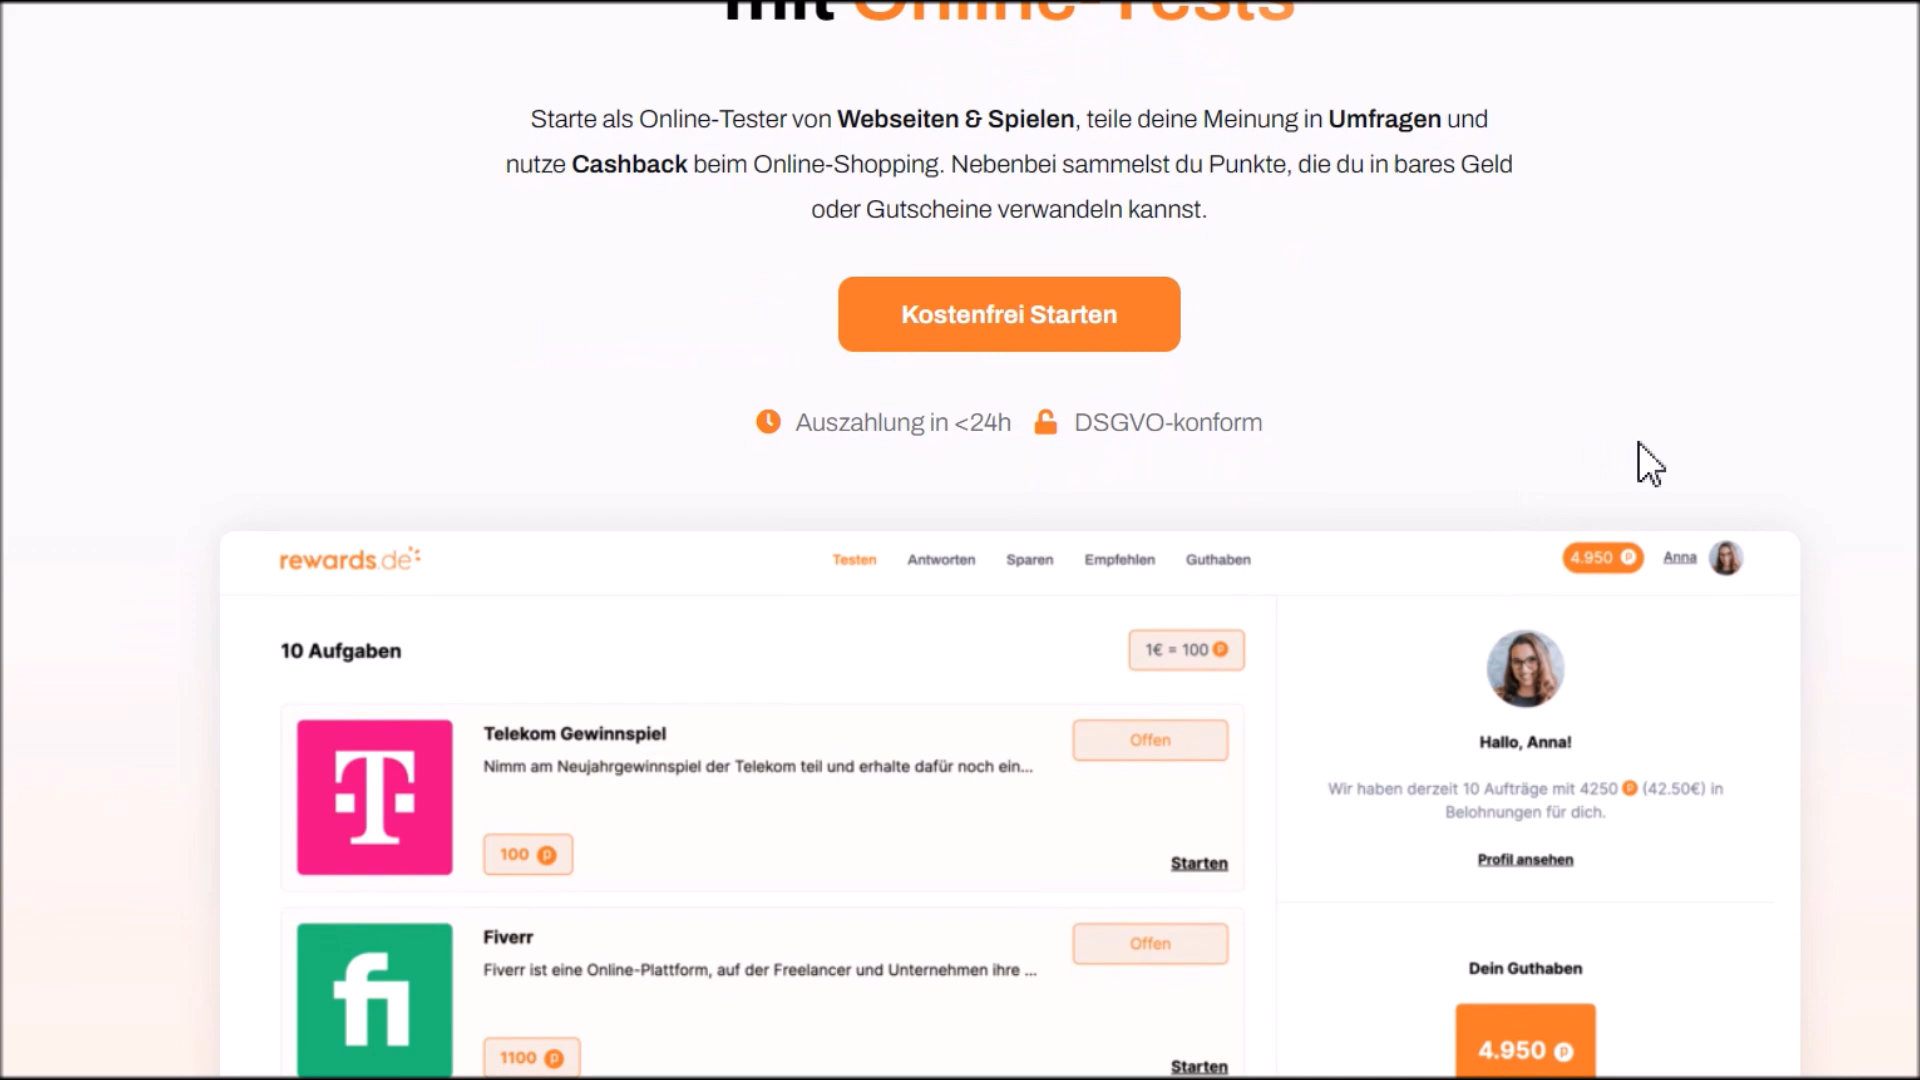 mit Online-Tests
Starte als Online-Tester von Webseiten & Spielen, teile deine Meinung in Umfragen und
nutze Cashback beim Online-Shopping. Nebenbei sammelst du Punkte, die du in bares Geld
oder Gutscheine verwandeln kannst.
Kostenfrei Starten
Auszahlung in <24h DSGVO-konform
rewards.de
Testen Antworten Sparen Empfehlen Guthaben
4.950 P Anna
10 Aufgaben
1€ = 100 P
Telekom Gewinnspiel
Offen
Nimm am Neujahrgewinnspiel der Telekom teil und erhalte dafür noch ein...
T
100 P
Starten
Fiverr
Offen
Fiverr ist eine Online-Plattform, auf der Freelancer und Unternehmen ihre ...
fi
1100 P
Starten
Hallo, Anna!
Wir haben derzeit 10 Aufträge mit 4250 P (42.50€) in
Belohnungen für dich.
Profil ansehen
Dein Guthaben
4.950 P